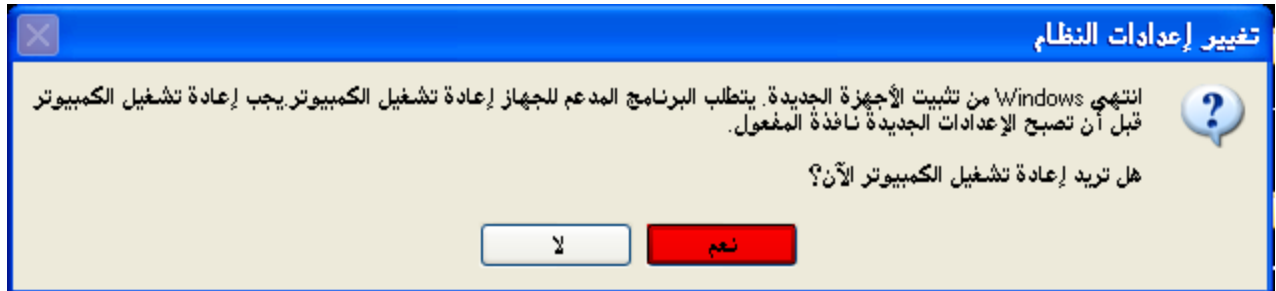 تغيير إعدادات النظام
انتهى Windows من تثبيت الأجهزة الجديدة. يتطلب البرنامج المدعم للجهاز إعادة تشغيل الكمبيوتر.يجب إعادة تشغيل الكمبيوتر
قبل أن تصبح الإعدادات الجديدة نافذة المفعول.
هل تريد إعادة تشغيل الكمبيوتر الآن؟
نعم
لا